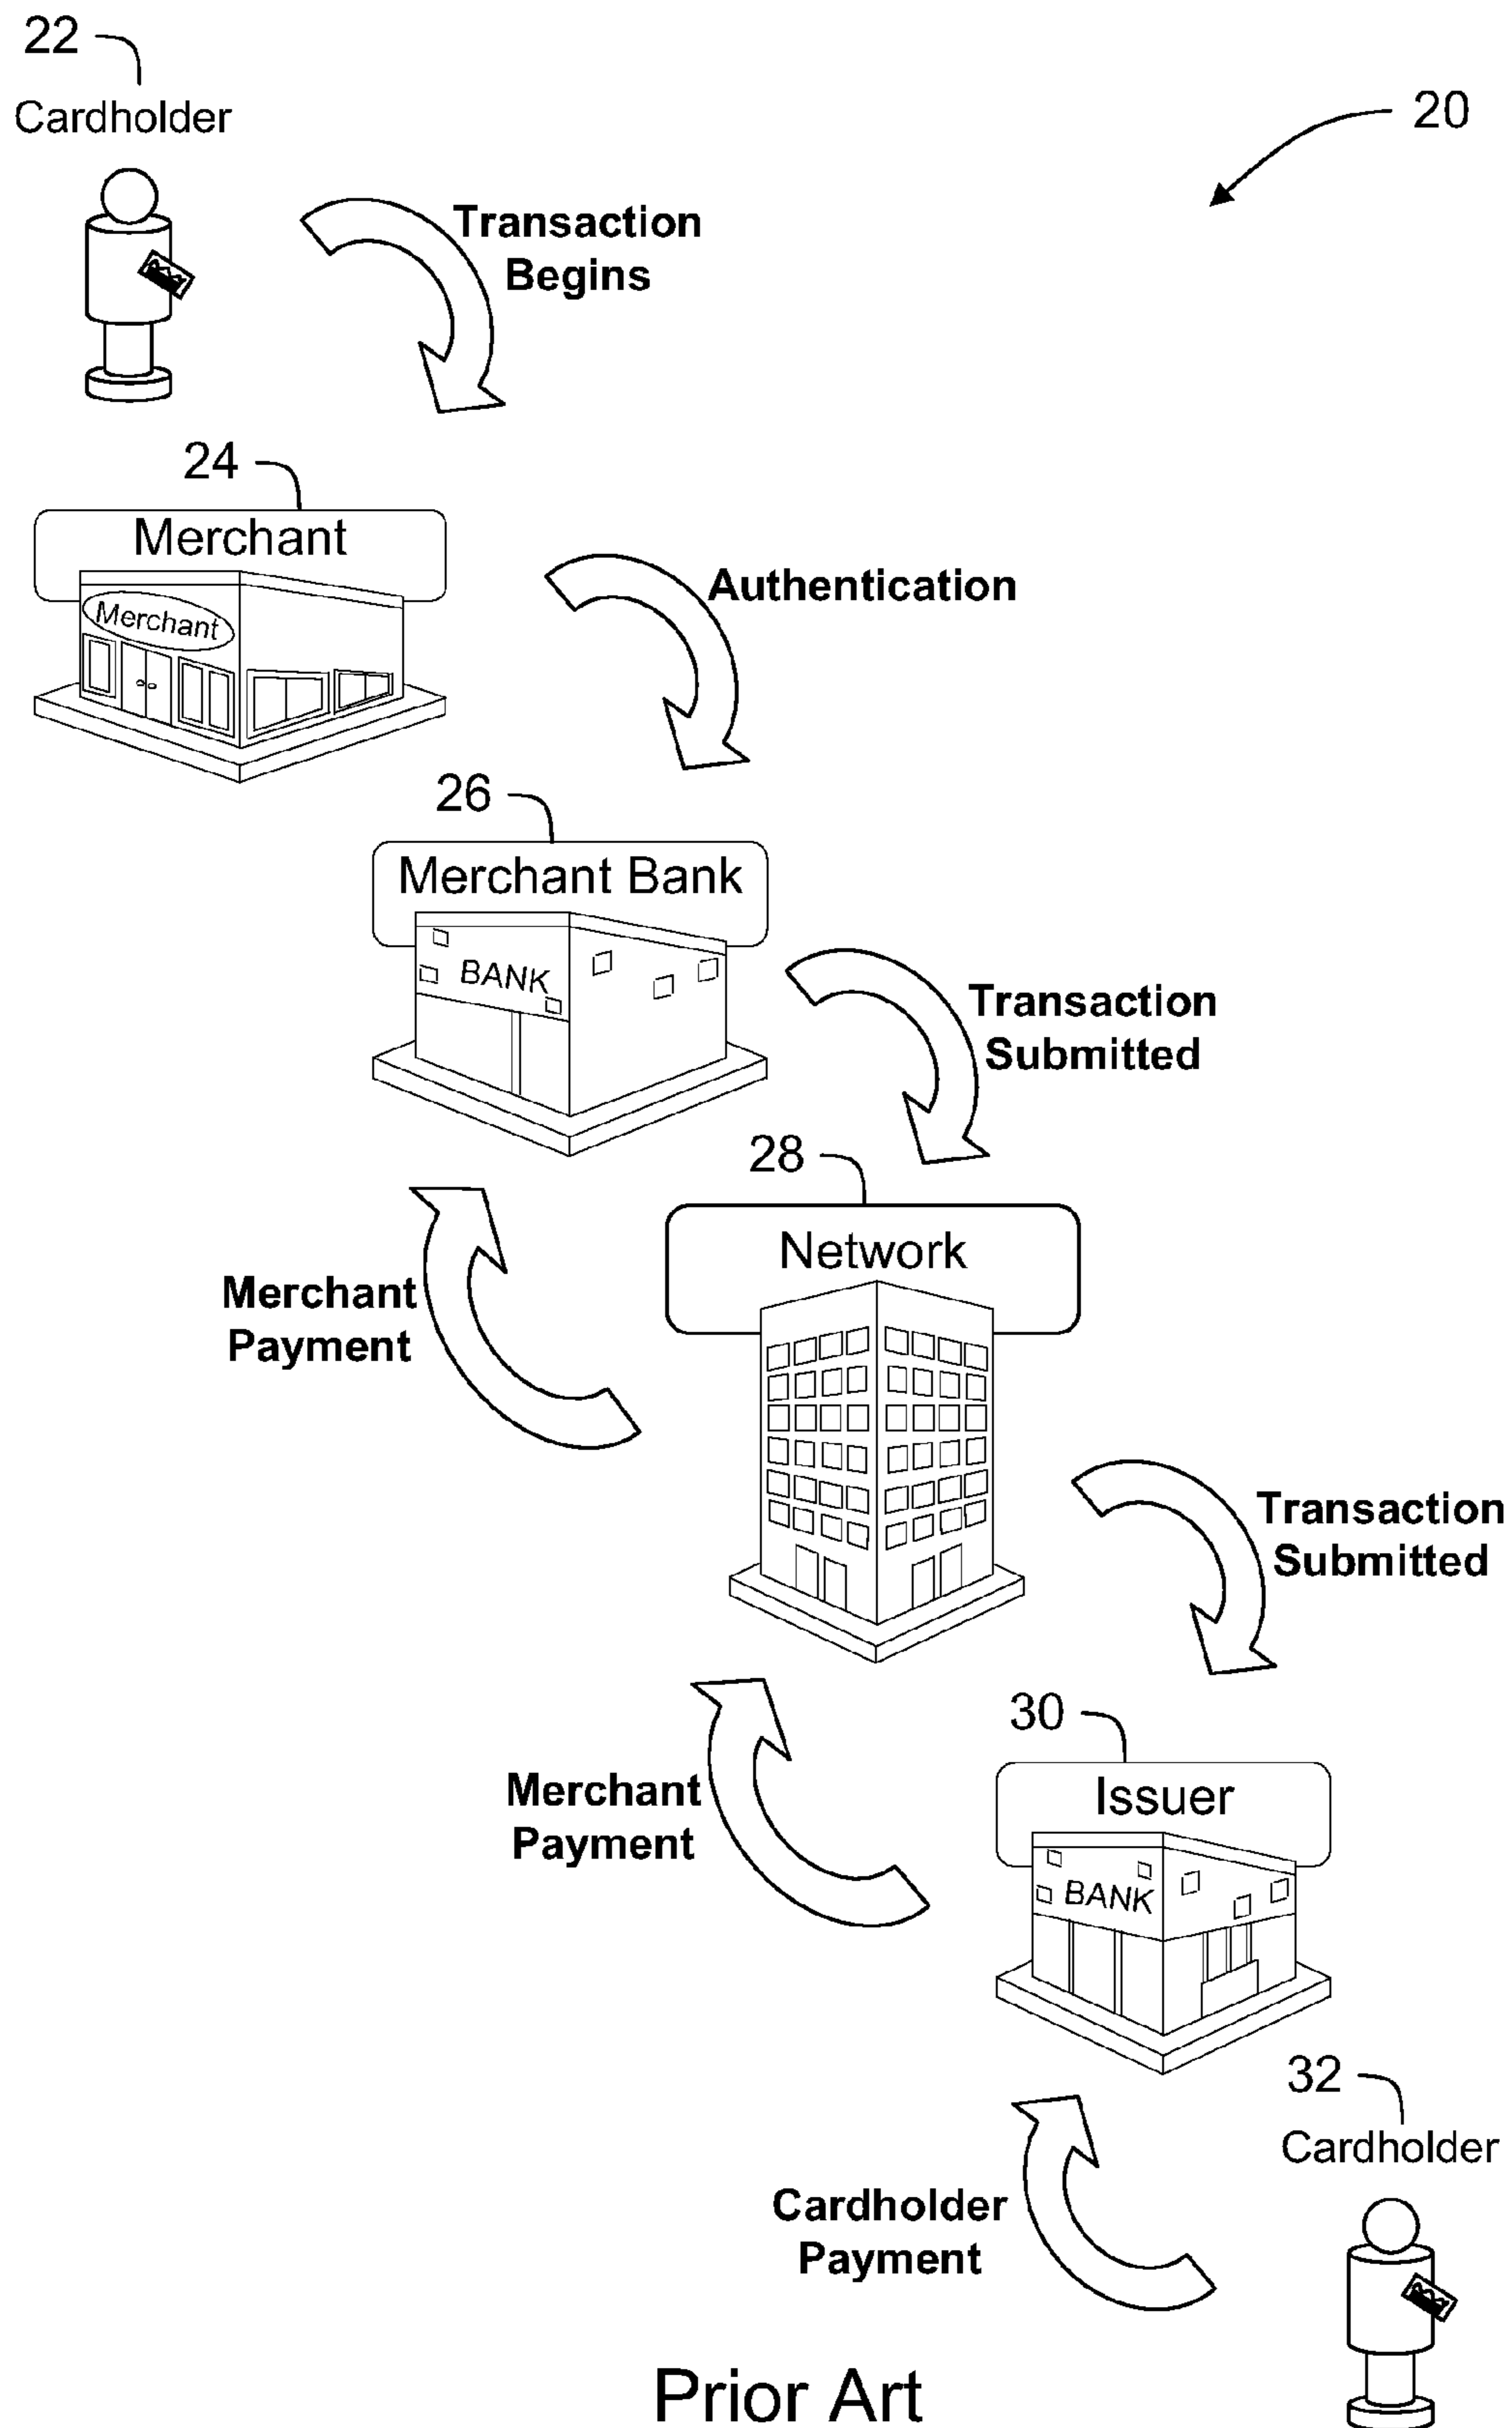 22
Cardholder
20
Transaction
Begins
24
Merchant
Merchant
Authentication
26
Merchant Bank
BANK
Transaction
Submitted
28
Network
Merchant
Payment
Transaction
Submitted
30
Issuer
BANK
Merchant
Payment
32
Cardholder
Cardholder
Payment
Prior Art